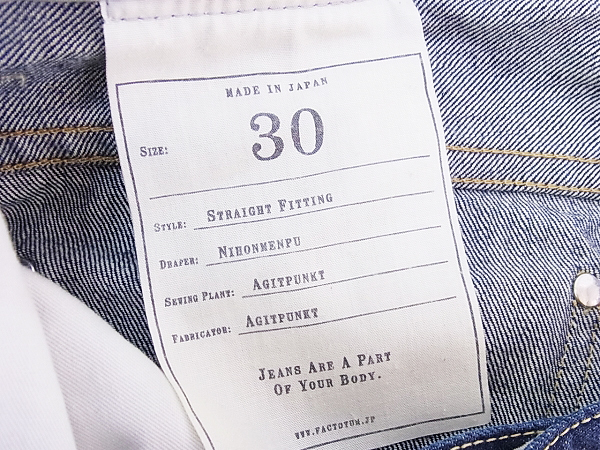 MADE IN JAPAN
SIZE: 30
STYLE: STRAIGHT FITTING
DRAPER: NIHONMENPU
SEWING PLANT: AGITPUNKT
FABRICATOR: AGITPUNKT
JEANS ARE A PART
OF YOUR BODY.
WWW.FACTOTUM.JP